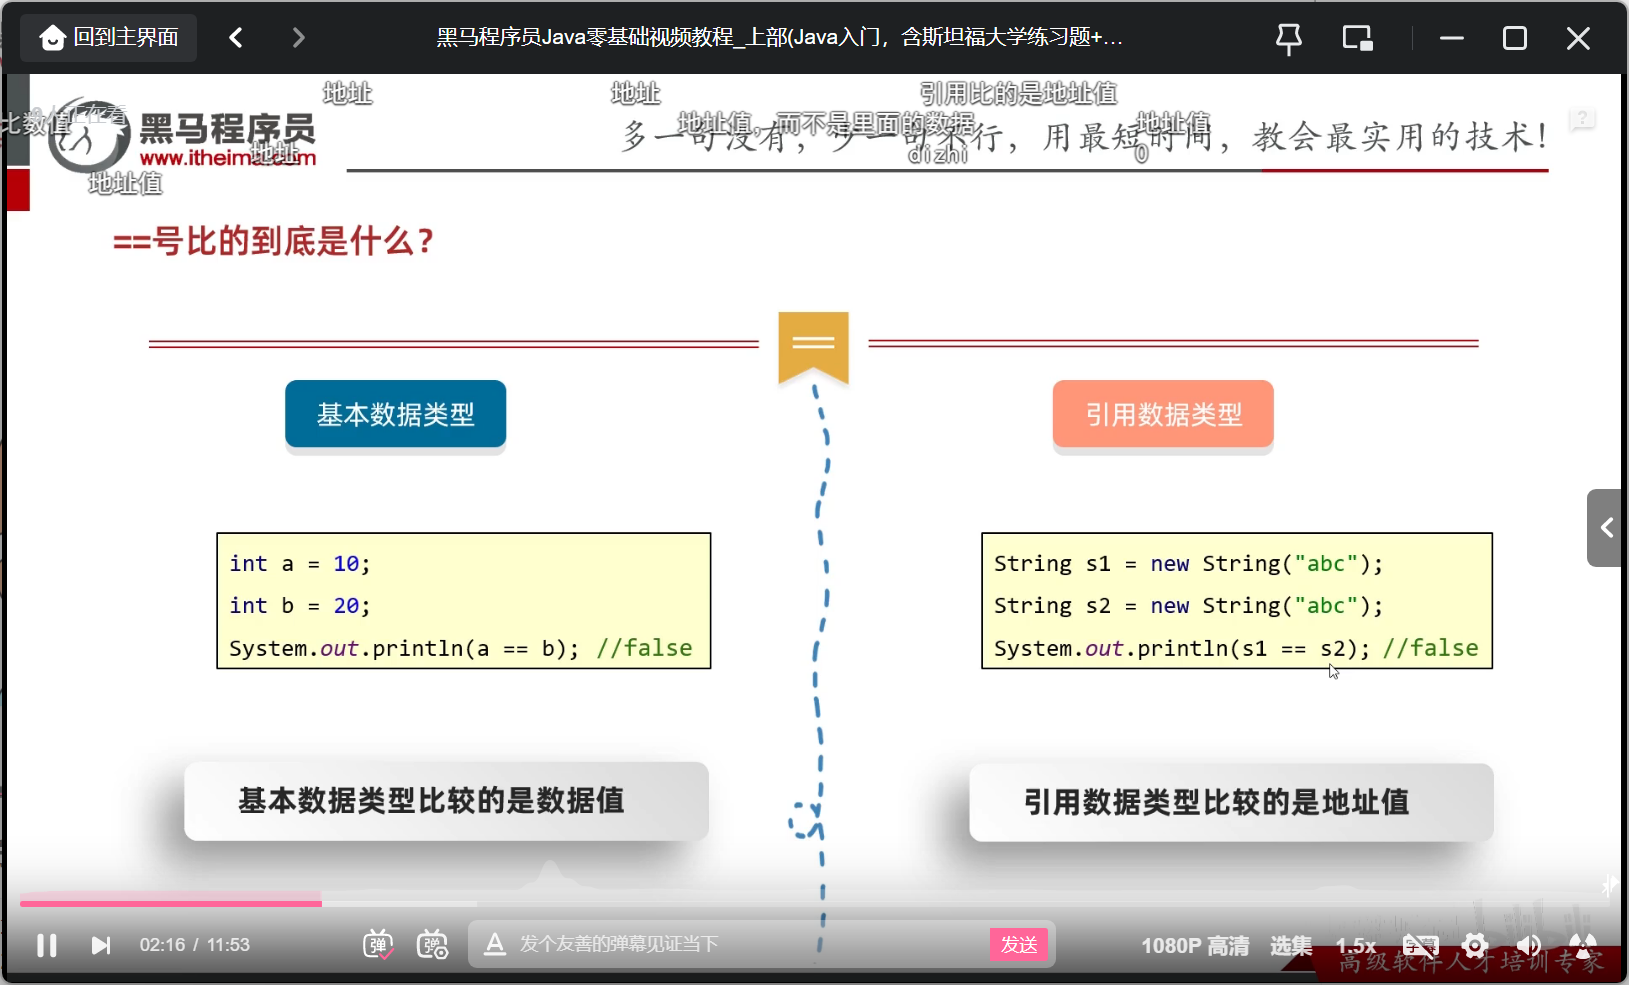 回到主界面
黑马程序员Java零基础视频教程_上部(Java入门，含斯坦福大学练习题+...
地址
地址
引用比的是地址值
比数值
黑马程序员
地址值，而不是里面的数据
地址值
多一句没有，少一句不行，用最短时间，教会最实用的技术！
www.itheima.com
地址
dizhi
0
地址值
==号比的到底是什么？
基本数据类型
引用数据类型
int a = 10;
int b = 20;
System.out.println(a == b); //false
String s1 = new String("abc");
String s2 = new String("abc");
System.out.println(s1 == s2); //false
基本数据类型比较的是数据值
引用数据类型比较的是地址值
02:16 / 11:53
弹
弹
A
发个友善的弹幕见证当下
发送
1080P 高清
选集
1.5x
字幕
高级软件人才培训专家